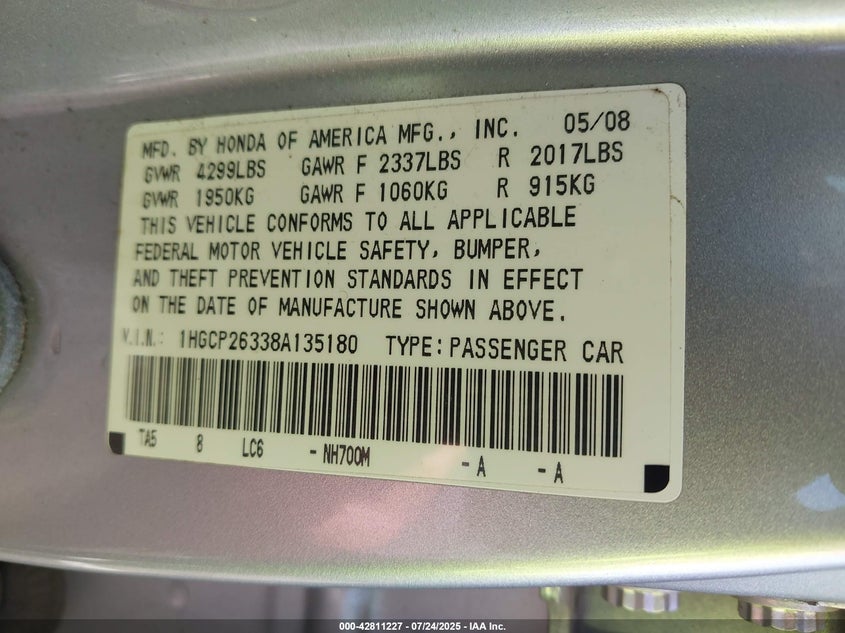 MFD. BY HONDA OF AMERICA MFG., INC. 05/08
GVWR 4299LBS GAWR F 2337LBS R 2017LBS
GVWR 1950KG GAWR F 1060KG R 915KG
THIS VEHICLE CONFORMS TO ALL APPLICABLE
FEDERAL MOTOR VEHICLE SAFETY, BUMPER,
AND THEFT PREVENTION STANDARDS IN EFFECT
ON THE DATE OF MANUFACTURE SHOWN ABOVE.
V.I.N.: 1HGCP26338A135180 TYPE: PASSENGER CAR
TA5 8 LC6 - NH700M - A - A
000-42811227 - 07/24/2025 - IAA Inc.